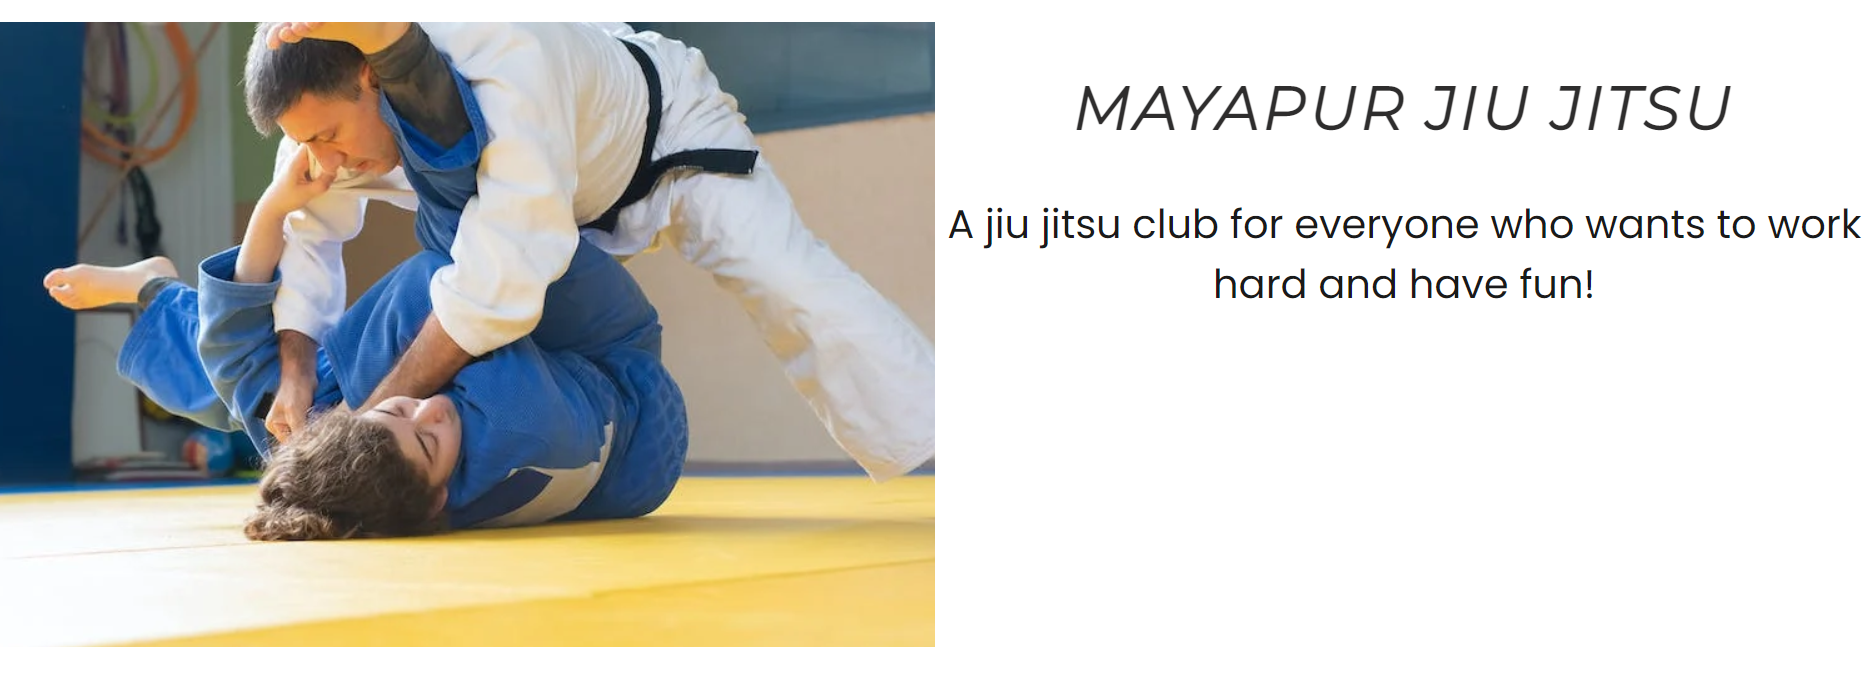 MAYAPUR JIU JITSU
A jiu jitsu club for everyone who wants to work
hard and have fun!